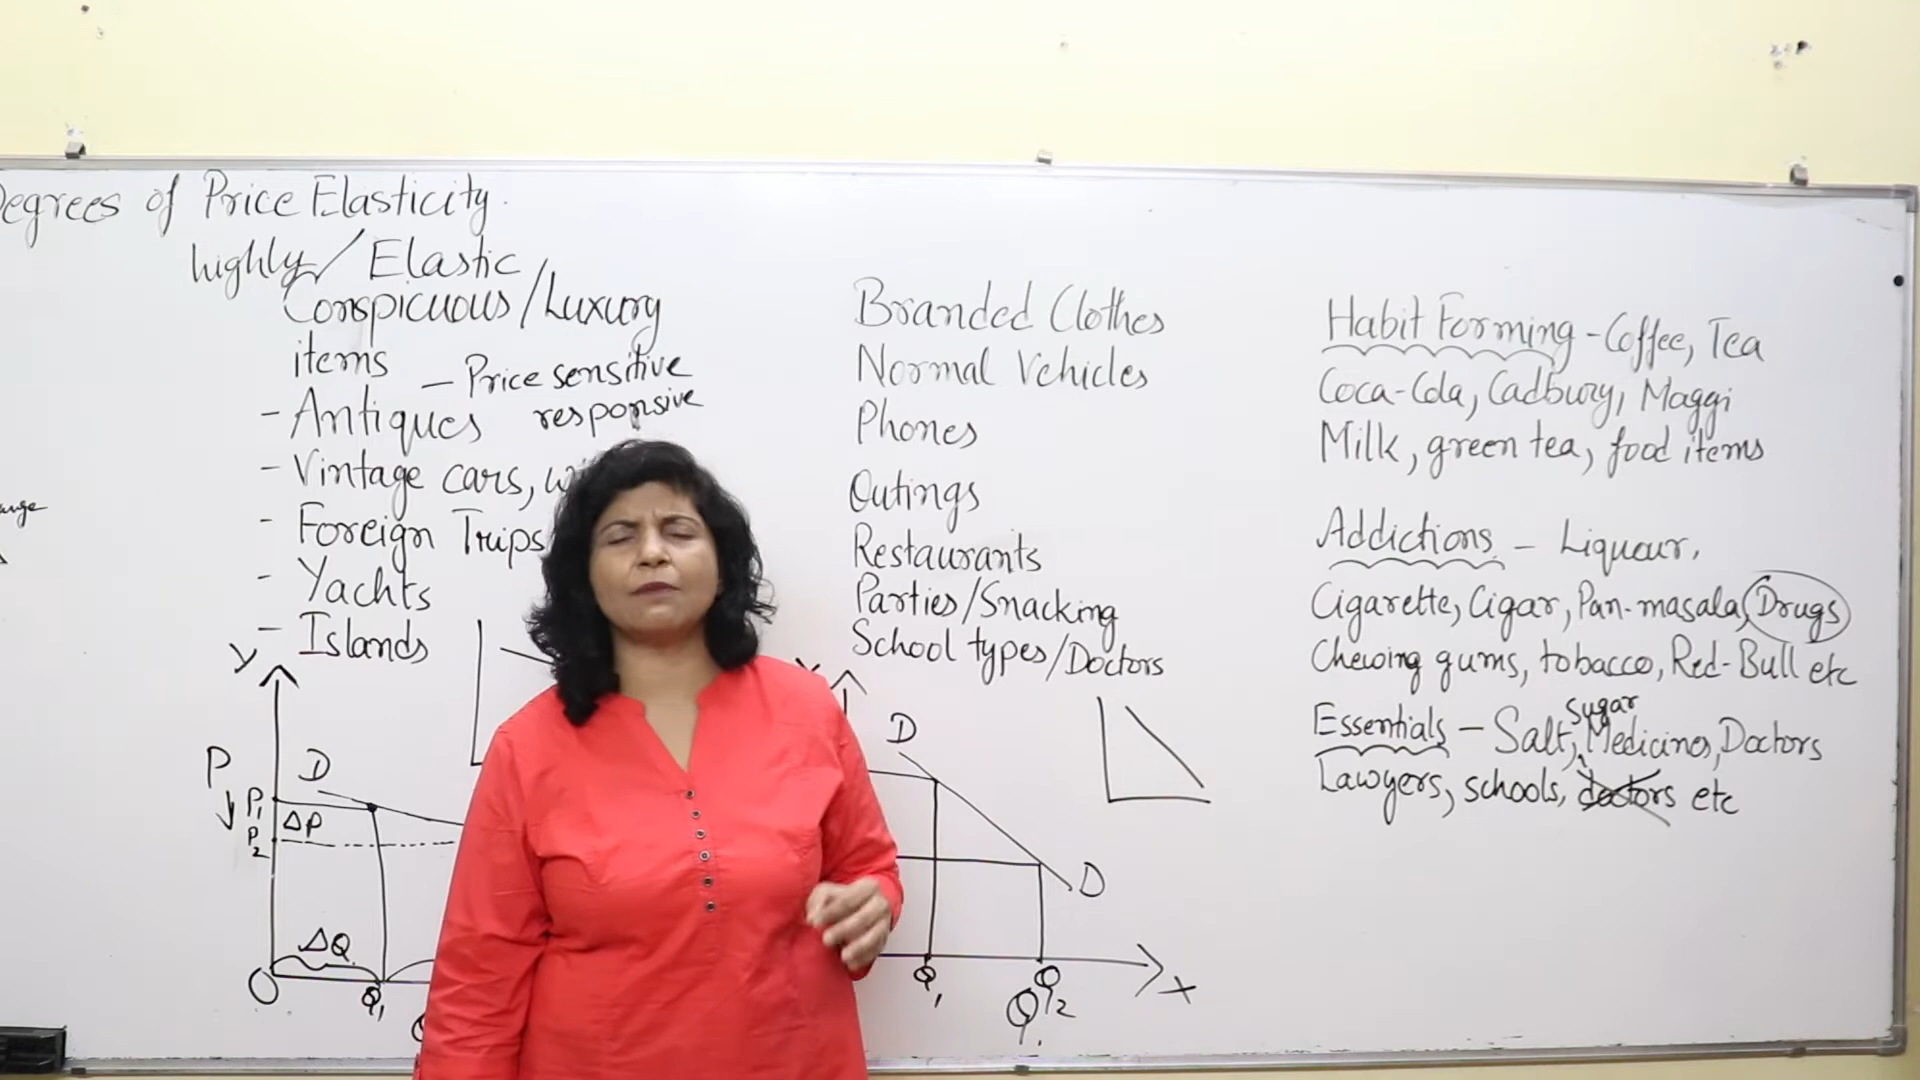 Degrees of Price Elasticity.
highly / Elastic
Conspicuous / Luxury
items
- Price sensitive
responsive
- Antiques
- Vintage cars,
- Foreign Trips
- Yachts
- Islands
Y
P
P1
ΔP
P2
D
ΔQ
O
Q1
Branded Clothes
Normal Vehicles
Phones
Outings
Restaurants
Parties/Snacking
School types/Doctors
D
D
Q1
Q2
Q
X
Habit Forming - Coffee, Tea
Coca-Cola, Cadbury, Maggi
Milk, green tea, food items
Addictions - Liqueur,
Cigarette, Cigar, Pan-masala, Drugs
Chewing gums, tobacco, Red-Bull etc
sugar
Essentials - Salt, Medicines, Doctors
Lawyers, schools, doctors etc